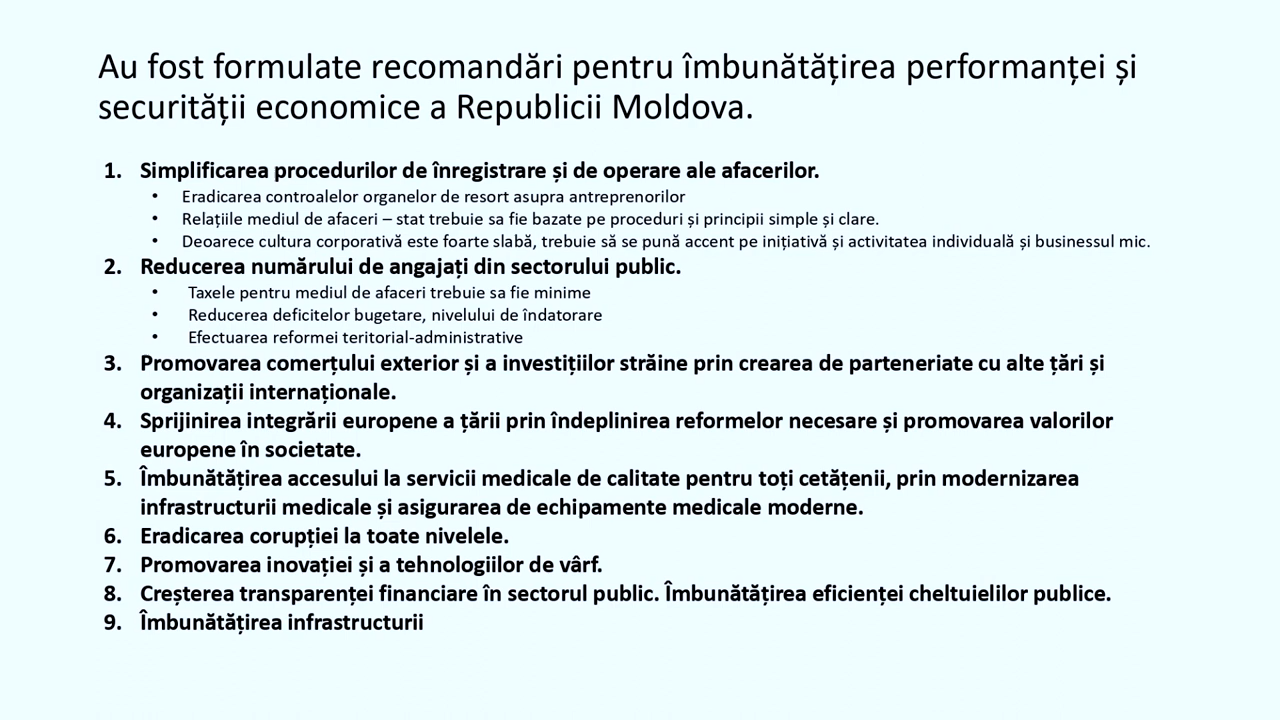 Au fost formulate recomandări pentru îmbunătățirea performanței și
securității economice a Republicii Moldova.
1. Simplificarea procedurilor de înregistrare și de operare ale afacerilor.
• Eradicarea controalelor organelor de resort asupra antreprenorilor
• Relațiile mediul de afaceri – stat trebuie sa fie bazate pe proceduri și principii simple și clare.
• Deoarece cultura corporativă este foarte slabă, trebuie să se pună accent pe inițiativă și activitatea individuală și businessul mic.
2. Reducerea numărului de angajați din sectorului public.
• Taxele pentru mediul de afaceri trebuie sa fie minime
• Reducerea deficitelor bugetare, nivelului de îndatorare
• Efectuarea reformei teritorial-administrative
3. Promovarea comerțului exterior și a investițiilor străine prin crearea de parteneriate cu alte țări și
organizații internaționale.
4. Sprijinirea integrării europene a țării prin îndeplinirea reformelor necesare și promovarea valorilor
europene în societate.
5. Îmbunătățirea accesului la servicii medicale de calitate pentru toți cetățenii, prin modernizarea
infrastructurii medicale și asigurarea de echipamente medicale moderne.
6. Eradicarea corupției la toate nivelele.
7. Promovarea inovației și a tehnologiilor de vârf.
8. Creșterea transparenței financiare în sectorul public. Îmbunătățirea eficienței cheltuielilor publice.
9. Îmbunătățirea infrastructurii